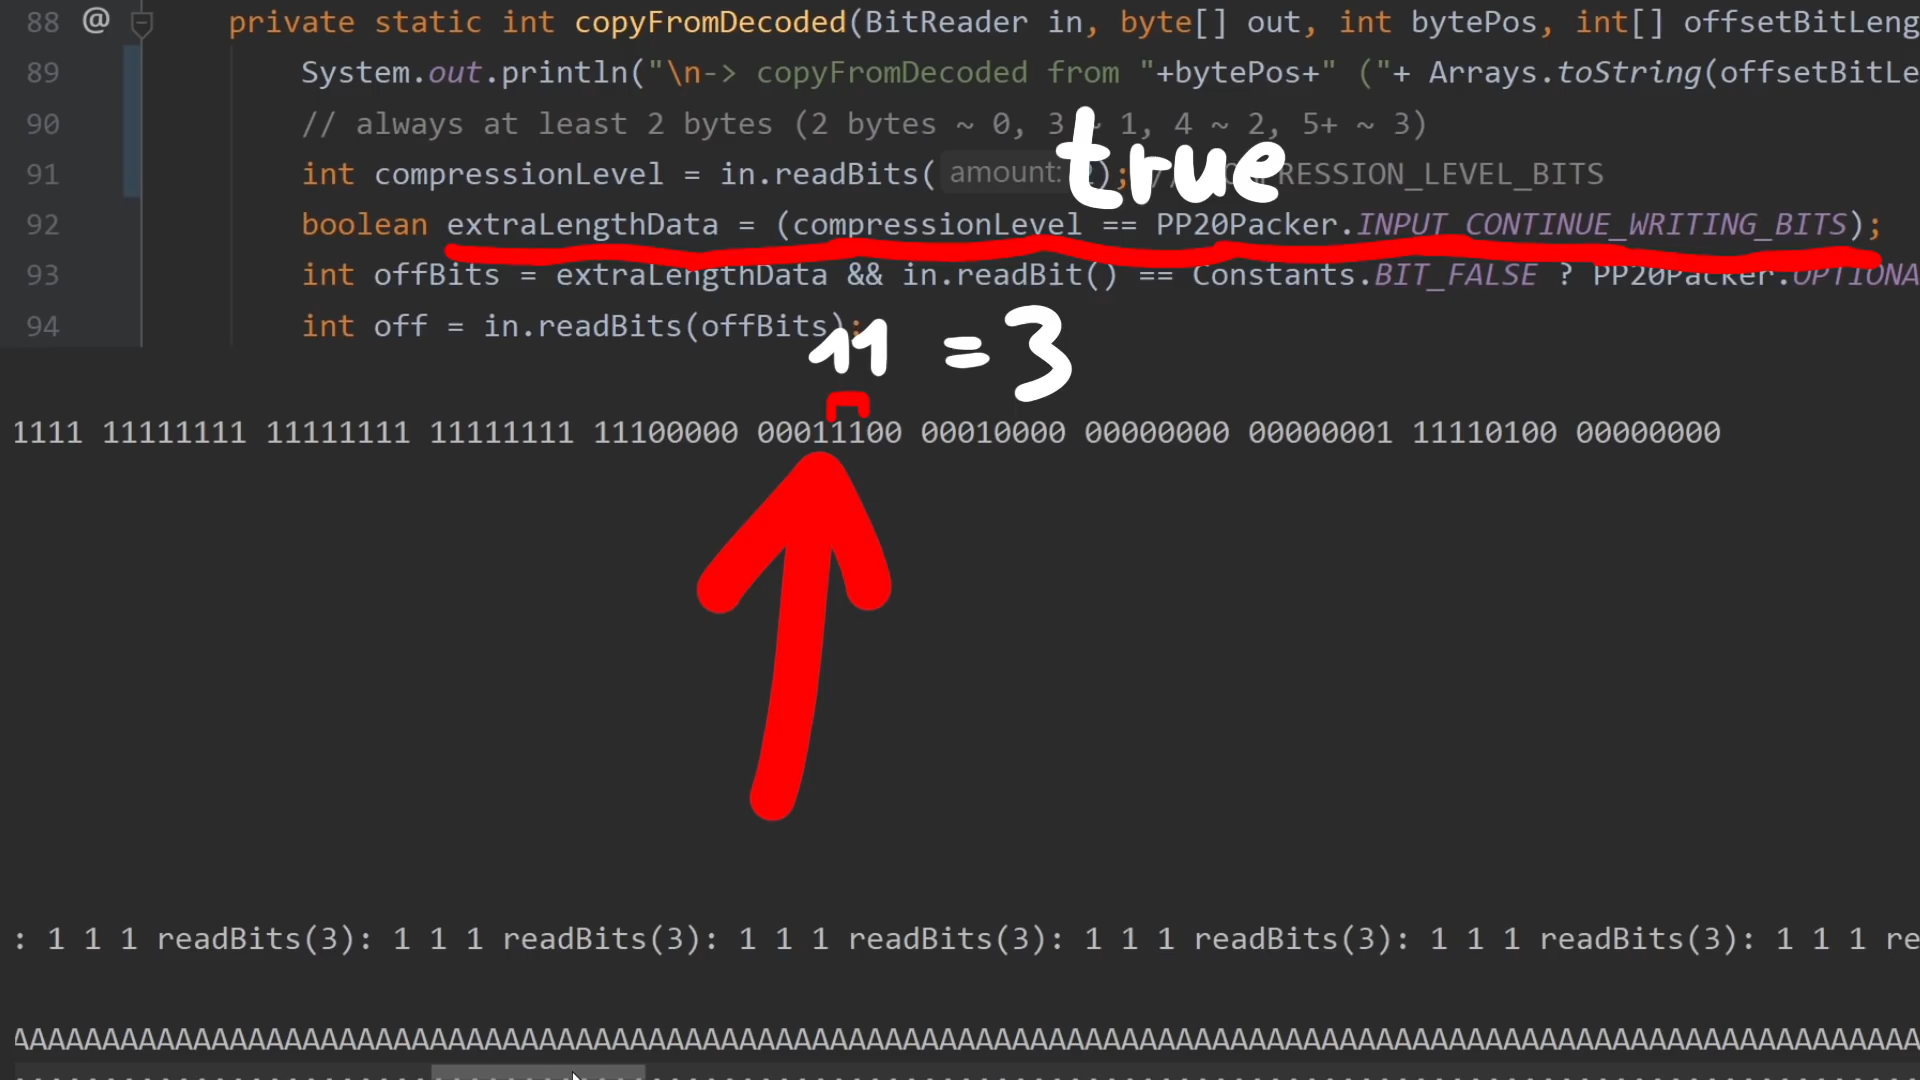 88 @ private static int copyFromDecoded(BitReader in, byte[] out, int bytePos, int[] offsetBitLeng
89 System.out.println("\n-> copyFromDecoded from "+bytePos+" ("+ Arrays.toString(offsetBitLe
90 // always at least 2 bytes (2 bytes ~ 0, 3 ~ 1, 4 ~ 2, 5+ ~ 3)
true
91 int compressionLevel = in.readBits( amount: 2); // COMPRESSION_LEVEL_BITS
92 boolean extraLengthData = (compressionLevel == PP20Packer.INPUT_CONTINUE_WRITING_BITS);
93 int offBits = extraLengthData && in.readBit() == Constants.BIT_FALSE ? PP20Packer.OPTIONA
94 int off = in.readBits(offBits);
11 = 3
1111 11111111 11111111 11111111 11100000 00011100 00010000 00000000 00000001 11110100 00000000
: 1 1 1 readBits(3): 1 1 1 readBits(3): 1 1 1 readBits(3): 1 1 1 readBits(3): 1 1 1 readBits(3): 1 1 1 re
AAAAAAAAAAAAAAAAAAAAAAAAAAAAAAAAAAAAAAAAAAAAAAAAAAAAAAAAAAAAAAAAAAAAAAAAAAAAAAAAAAAAAAAAAAAAAAAAAAAAAAAAA